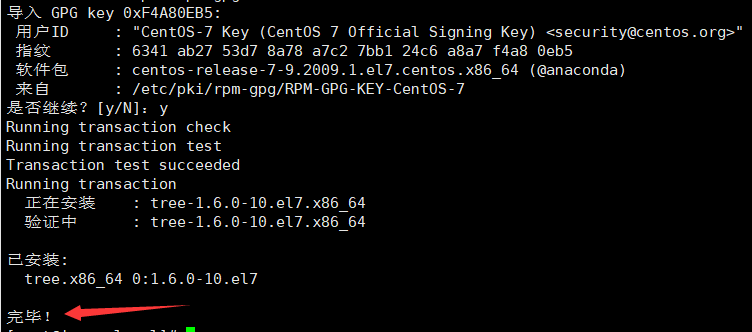 导入 GPG key 0xF4A80EB5:
用户ID : "CentOS-7 Key (CentOS 7 Official Signing Key) <security@centos.org>"
指纹 : 6341 ab27 53d7 8a78 a7c2 7bb1 24c6 a8a7 f4a8 0eb5
软件包 : centos-release-7-9.2009.1.el7.centos.x86_64 (@anaconda)
来自 : /etc/pki/rpm-gpg/RPM-GPG-KEY-CentOS-7
是否继续？[y/N]：y
Running transaction check
Running transaction test
Transaction test succeeded
Running transaction
正在安装 : tree-1.6.0-10.el7.x86_64
验证中 : tree-1.6.0-10.el7.x86_64
已安装:
tree.x86_64 0:1.6.0-10.el7
完毕！